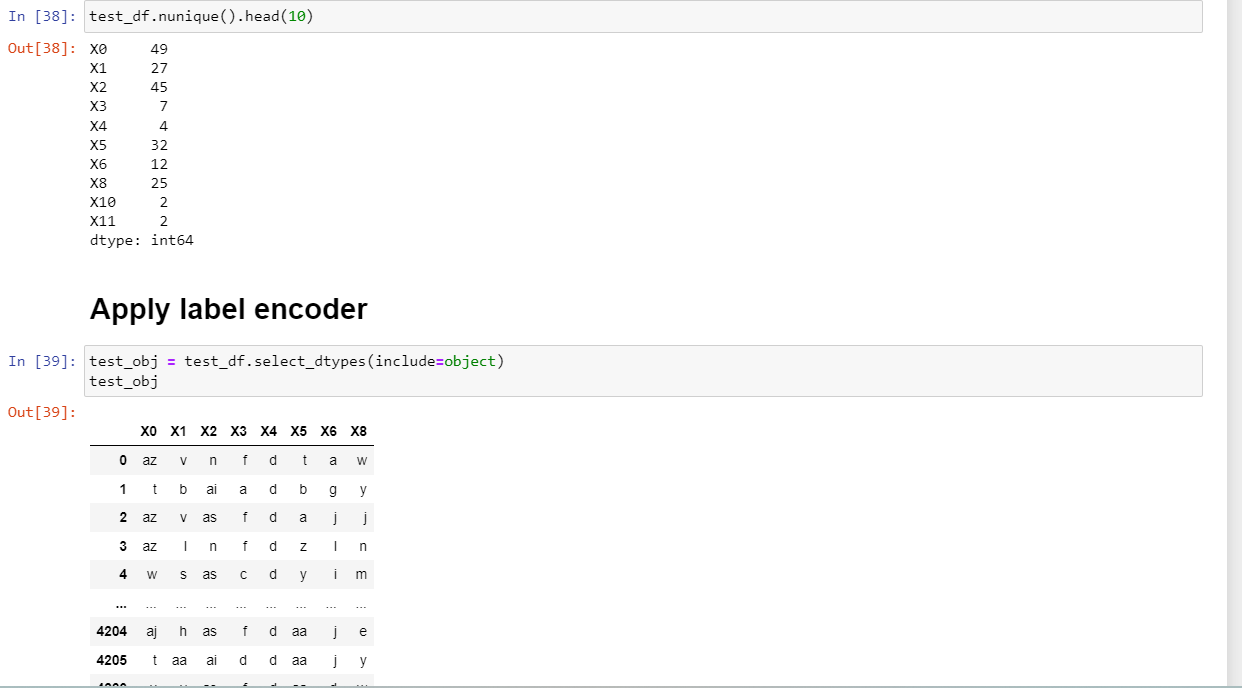 In [38]: test_df.nunique().head(10)
Out[38]: X0 49
X1 27
X2 45
X3 7
X4 4
X5 32
X6 12
X8 25
X10 2
X11 2
dtype: int64
Apply label encoder
In [39]: test_obj = test_df.select_dtypes(include=object)
test_obj
Out[39]:
X0 X1 X2 X3 X4 X5 X6 X8
0 az v n f d t a w
1 t b ai a d b g y
2 az v as f d a j j
3 az l n f d z l n
4 w s as c d y i m
... ... ... ... ... ... ... ... ...
4204 aj h as f d aa j e
4205 t aa ai d d aa j y